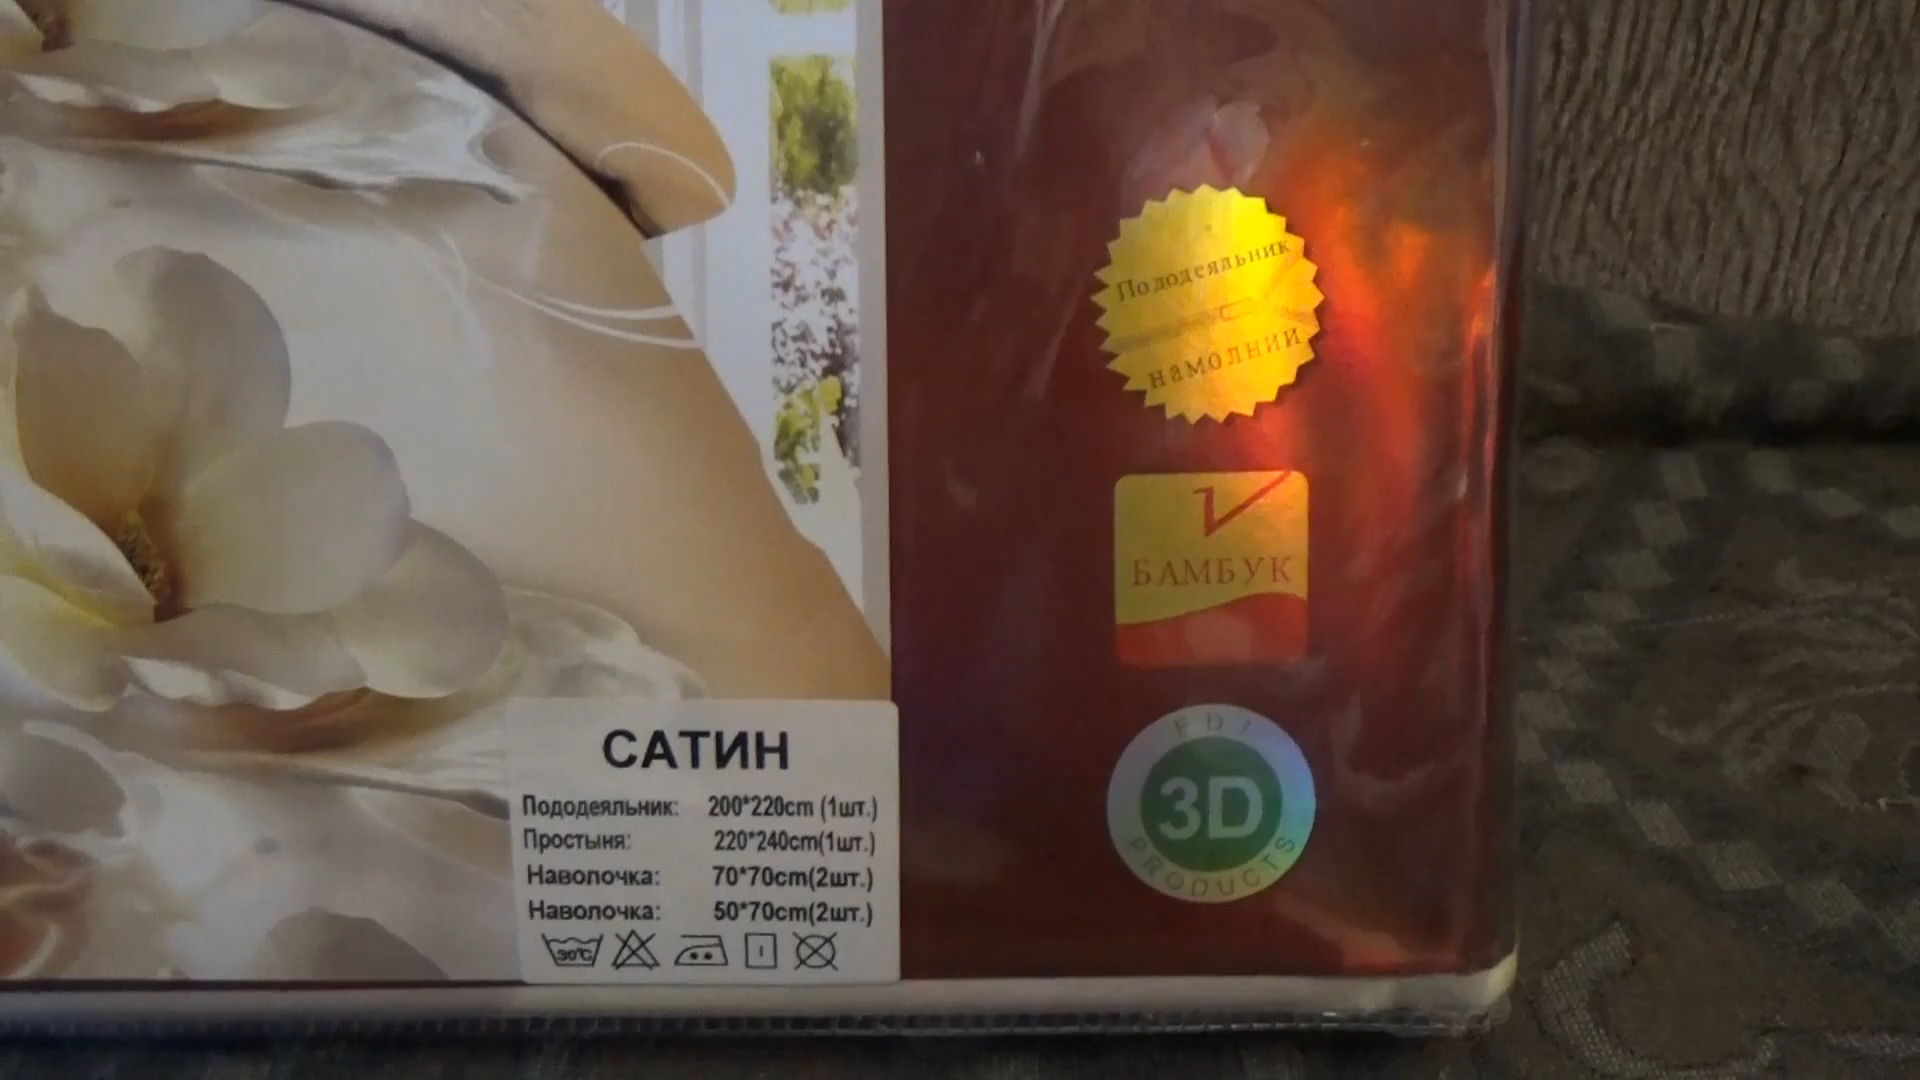 Пододеяльник
с
намолний
БАМБУК
САТИН
Пододеяльник: 200*220cm (1шт.)
Простыня: 220*240cm(1шт.)
Наволочка: 70*70cm(2шт.)
Наволочка: 50*70cm(2шт.)
30°C
3D
PRODUCTS